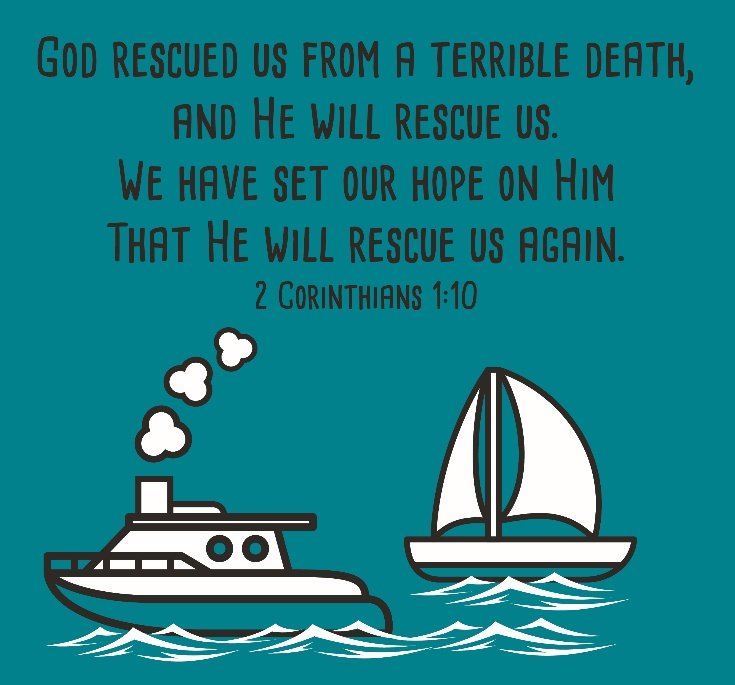 God rescued us from a terrible death,
and He will rescue us.
We have set our hope on Him
that He will rescue us again.
2 Corinthians 1:10